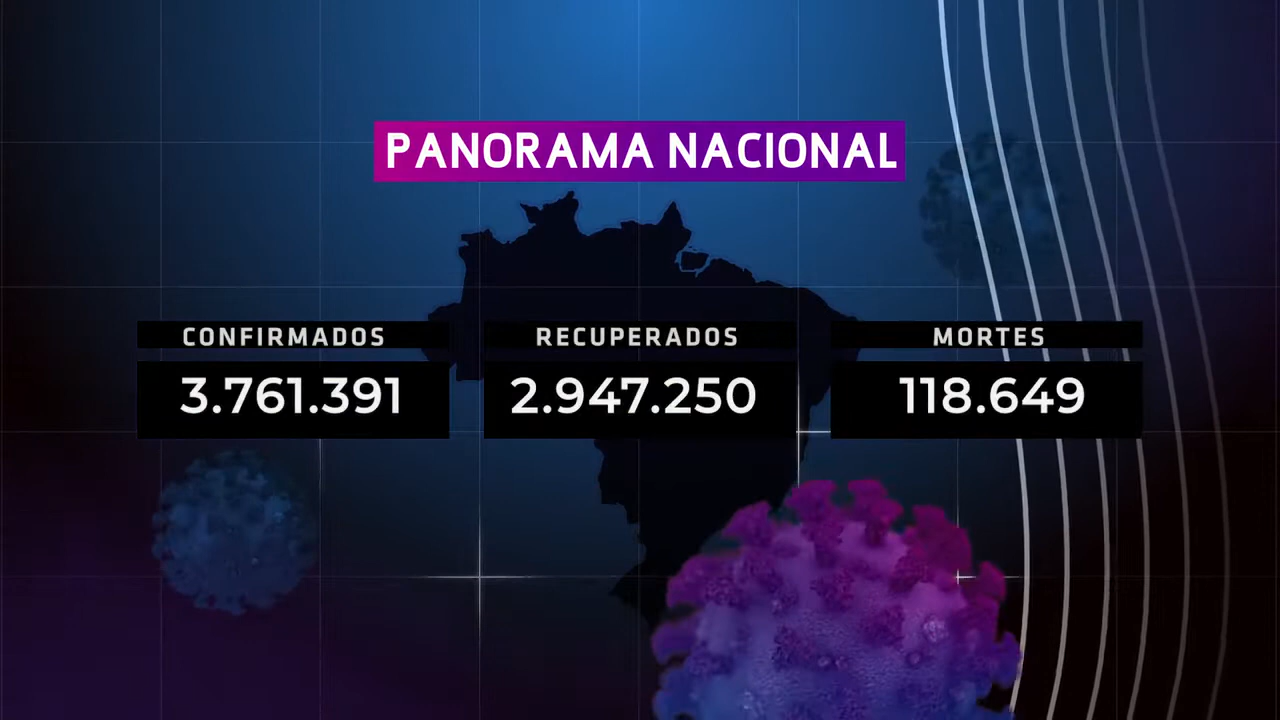 PANORAMA NACIONAL
CONFIRMADOS
3.761.391
RECUPERADOS
2.947.250
MORTES
118.649